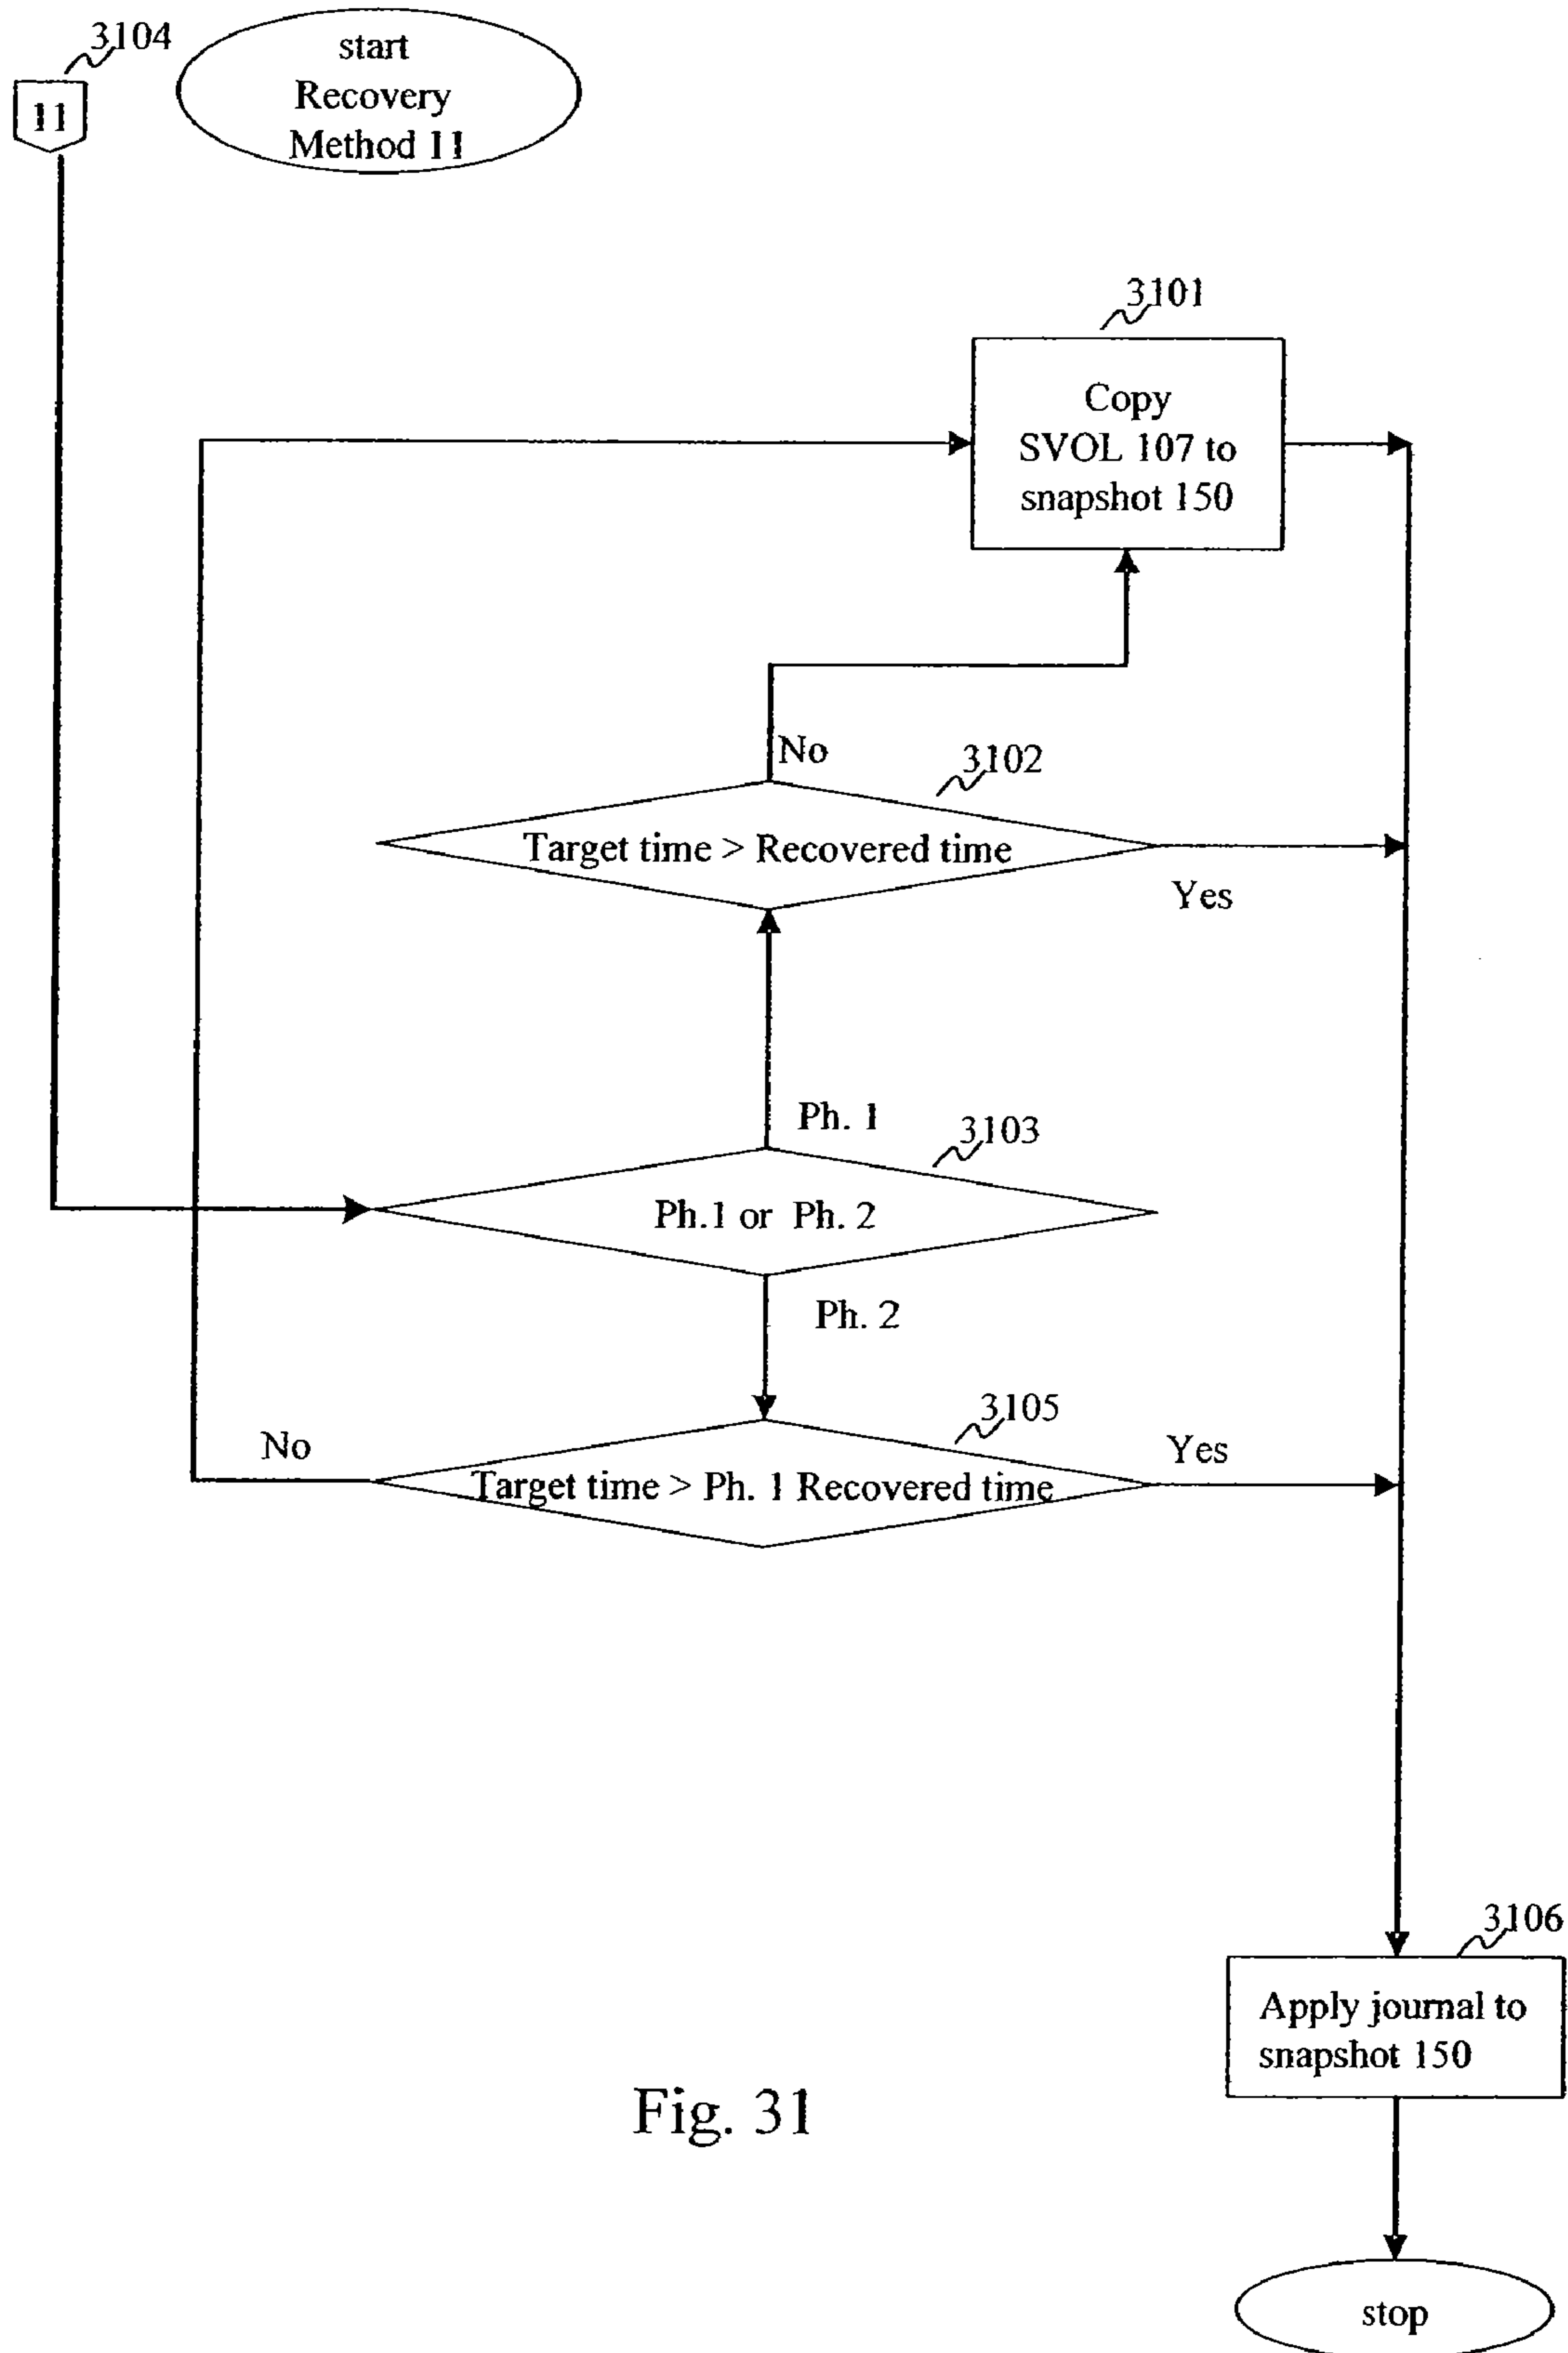 3104
11
start
Recovery
Method 11
3101
Copy
SVOL 107 to
snapshot 150
No
3102
Target time > Recovered time
Yes
Ph. 1
3103
Ph.1 or Ph. 2
Ph. 2
3105
No
Yes
Target time > Ph. 1 Recovered time
3106
Apply journal to
snapshot 150
Fig. 31
stop